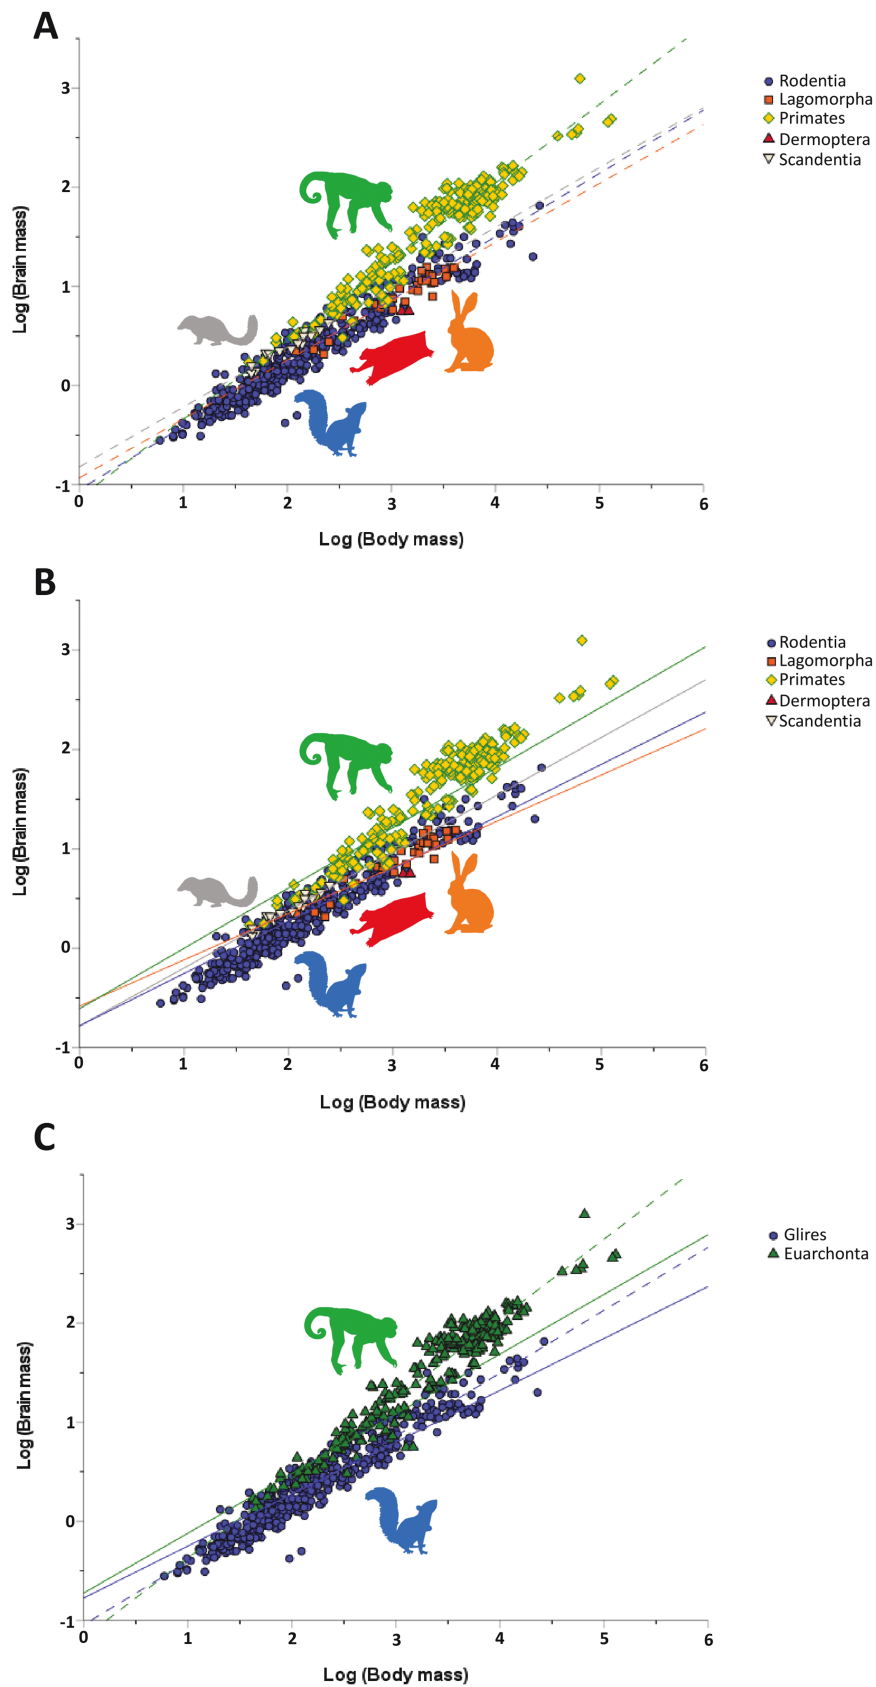 A
3
2
1
0
-1
0 1 2 3 4 5 6
Log (Brain mass)
Log (Body mass)
Rodentia
Lagomorpha
Primates
Dermoptera
Scandentia
B
3
2
1
0
-1
0 1 2 3 4 5 6
Log (Brain mass)
Log (Body mass)
Rodentia
Lagomorpha
Primates
Dermoptera
Scandentia
C
3
2
1
0
-1
0 1 2 3 4 5 6
Log (Brain mass)
Log (Body mass)
Glires
Euarchonta